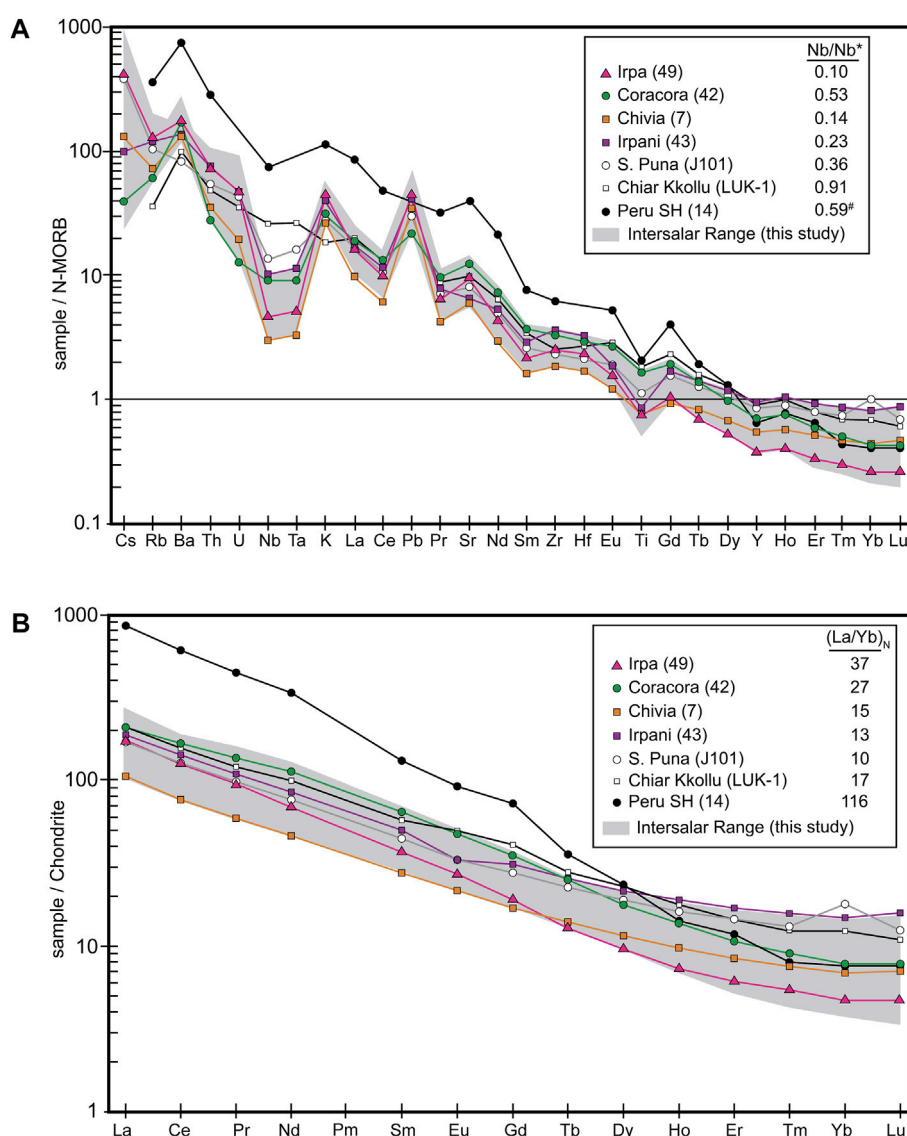 A
1000
100
10
1
0.1
sample / N-MORB
Nb/Nb*
Irpa (49) 0.10
Coracora (42) 0.53
Chivia (7) 0.14
Irpani (43) 0.23
S. Puna (J101) 0.36
Chiar Kkollu (LUK-1) 0.91
Peru SH (14) 0.59#
Intersalar Range (this study)
Cs Rb Ba Th U Nb Ta K La Ce Pb Pr Sr Nd Sm Zr Hf Eu Ti Gd Tb Dy Y Ho Er Tm Yb Lu
B
1000
100
10
1
sample / Chondrite
(La/Yb)N
Irpa (49) 37
Coracora (42) 27
Chivia (7) 15
Irpani (43) 13
S. Puna (J101) 10
Chiar Kkollu (LUK-1) 17
Peru SH (14) 116
Intersalar Range (this study)
La Ce Pr Nd Pm Sm Eu Gd Tb Dv Ho Er Tm Yb Lu